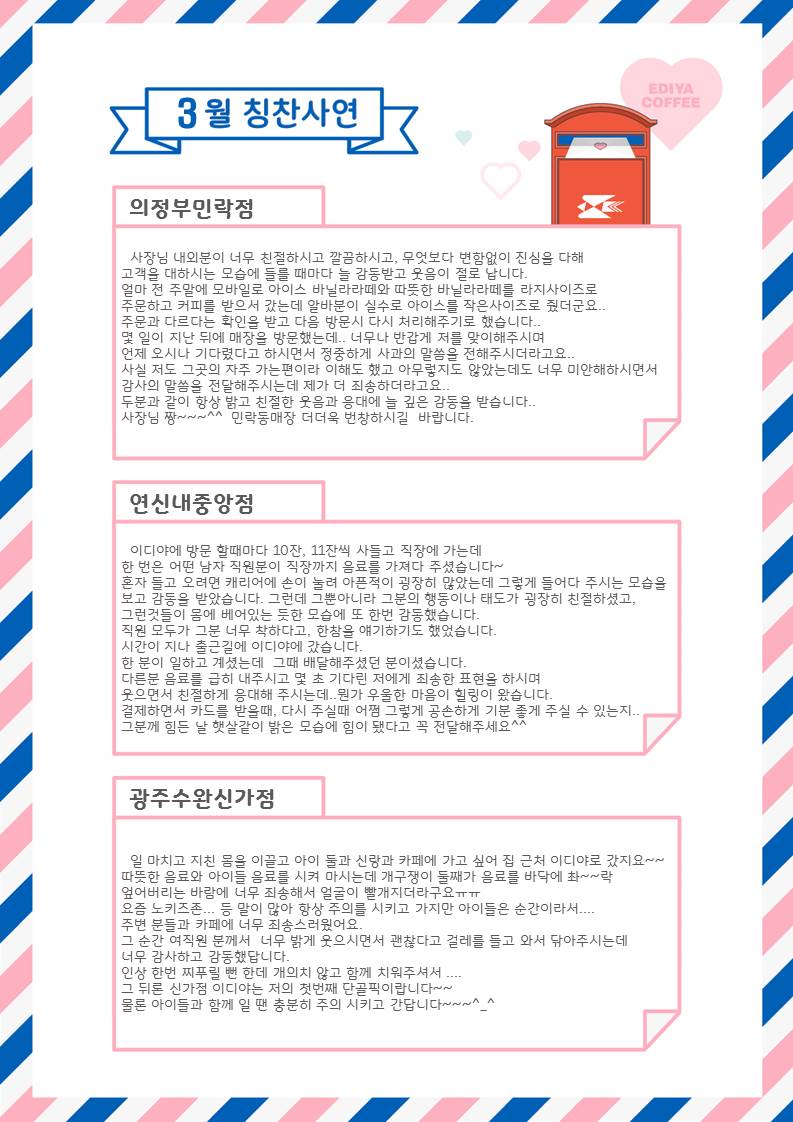 3월 칭찬사연
EDIYA
COFFEE
의정부민락점
사장님 내외분이 너무 친절하시고 깔끔하시고, 무엇보다 변함없이 진심을 다해
고객을 대하시는 모습에 들를 때마다 늘 감동받고 웃음이 절로 납니다.
얼마 전 주말에 모바일로 아이스 바닐라라떼와 따뜻한 바닐라라떼를 라지사이즈로
주문하고 커피를 받으서 갔는데 알바분이 실수로 아이스를 작은사이즈로 줬더군요..
주문과 다르다는 확인을 받고 다음 방문시 다시 처리해주기로 했습니다..
몇 일이 지난 뒤에 매장을 방문했는데.. 너무나 반갑게 저를 맞이해주시며
언제 오시나 기다렸다고 하시면서 정중하게 사과의 말씀을 전해주시더라고요..
사실 저도 그곳의 자주 가는편이라 이해도 했고 아무렇지도 않았는데도 너무 미안해하시면서
감사의 말씀을 전달해주시는데 제가 더 죄송하더라고요..
두분과 같이 항상 밝고 친절한 웃음과 응대에 늘 깊은 감동을 받습니다..
사장님 짱~~~^^ 민락동매장 더더욱 번창하시길 바랍니다.
연신내중앙점
이디야에 방문 할때마다 10잔, 11잔씩 사들고 직장에 가는데
한 번은 어떤 남자 직원분이 직장까지 음료를 가져다 주셨습니다~
혼자 들고 오려면 캐리어에 손이 눌려 아픈적이 굉장히 많았는데 그렇게 들어다 주시는 모습을
보고 감동을 받았습니다. 그런데 그뿐아니라 그분의 행동이나 태도가 굉장히 친절하셨고,
그런것들이 몸에 베어있는 듯한 모습에 또 한번 감동했습니다.
직원 모두가 그분 너무 착하다고, 한참을 얘기하기도 했었습니다.
시간이 지나 출근길에 이디야에 갔습니다.
한 분이 일하고 계셨는데 그때 배달해주셨던 분이셨습니다.
다른분 음료를 급히 내주시고 몇 초 기다린 저에게 죄송한 표현을 하시며
웃으면서 친절하게 응대해 주시는데..뭔가 우울한 마음이 힐링이 왔습니다.
결제하면서 카드를 받을때, 다시 주실때 어쩜 그렇게 공손하게 기분 좋게 주실 수 있는지..
그분께 힘든 날 햇살같이 밝은 모습에 힘이 됐다고 꼭 전달해주세요^^
광주수완신가점
일 마치고 지친 몸을 이끌고 아이 둘과 신랑과 카페에 가고 싶어 집 근처 이디야로 갔지요~~
따뜻한 음료와 아이들 음료를 시켜 마시는데 개구쟁이 둘째가 음료를 바닥에 촤~~락
엎어버리는 바람에 너무 죄송해서 얼굴이 빨개지더라구요ㅠㅠ
요즘 노키즈존... 등 말이 많아 항상 주의를 시키고 가지만 아이들은 순간이라서....
주변 분들과 카페에 너무 죄송스러웠어요.
그 순간 여직원 분께서 너무 밝게 웃으시면서 괜찮다고 걸레를 들고 와서 닦아주시는데
너무 감사하고 감동했답니다.
인상 한번 찌푸릴 뻔 한데 개의치 않고 함께 치워주셔서 ....
그 뒤론 신가점 이디야는 저의 첫번째 단골픽이랍니다~~
물론 아이들과 함께 일 땐 충분히 주의 시키고 간답니다~~~^_^